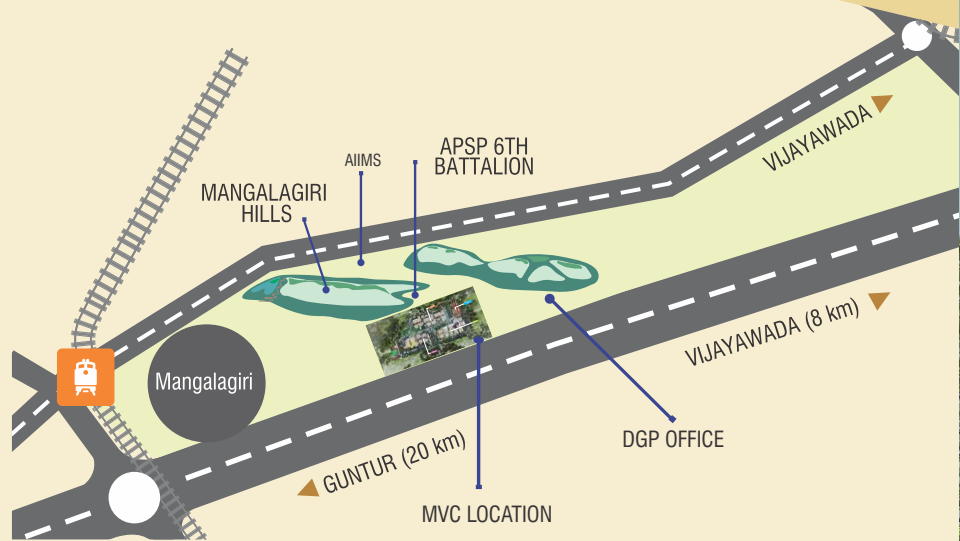 VIJAYAWADA
APSP 6TH
BATTALION
AIIMS
MANGALAGIRI
HILLS
VIJAYAWADA (8 km)
Mangalagiri
DGP OFFICE
GUNTUR (20 km)
MVC LOCATION